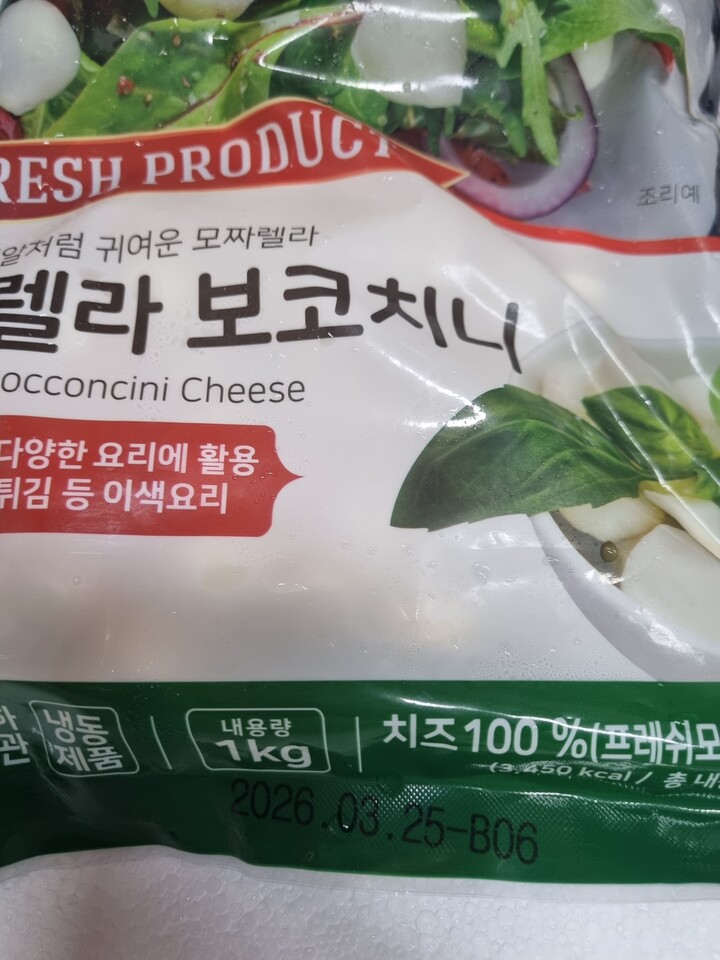 RESH PRODUCT
조리예
알처럼 귀여운 모짜렐라
렐라 보코치니
occoncini Cheese
다양한 요리에 활용
튀김 등 이색요리
관
냉동
제품
내용량
1kg
치즈100 %(프레쉬모
(3,450 kcal / 총 내
2026.03.25-B06